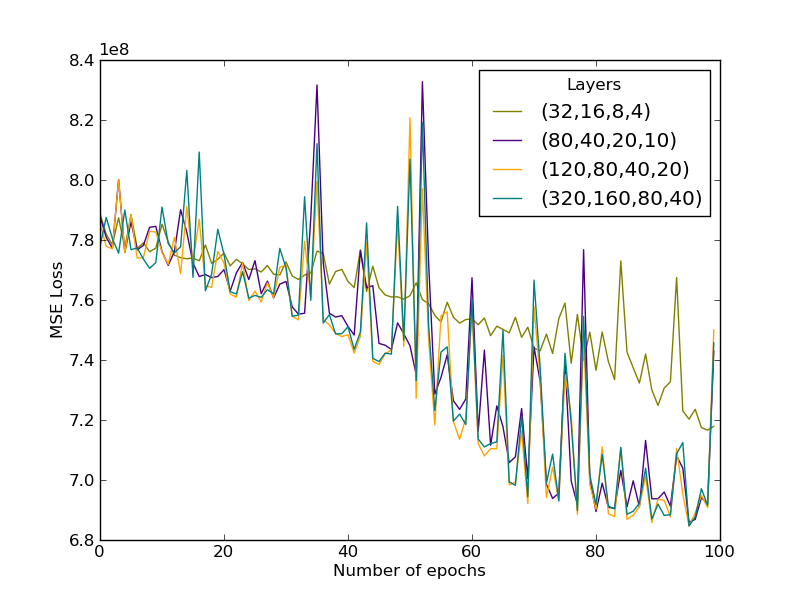 1e8
8.4
8.2
8.0
7.8
7.6
7.4
7.2
7.0
6.8
MSE Loss
Layers
(32,16,8,4)
(80,40,20,10)
(120,80,40,20)
(320,160,80,40)
0 20 40 60 80 100
Number of epochs